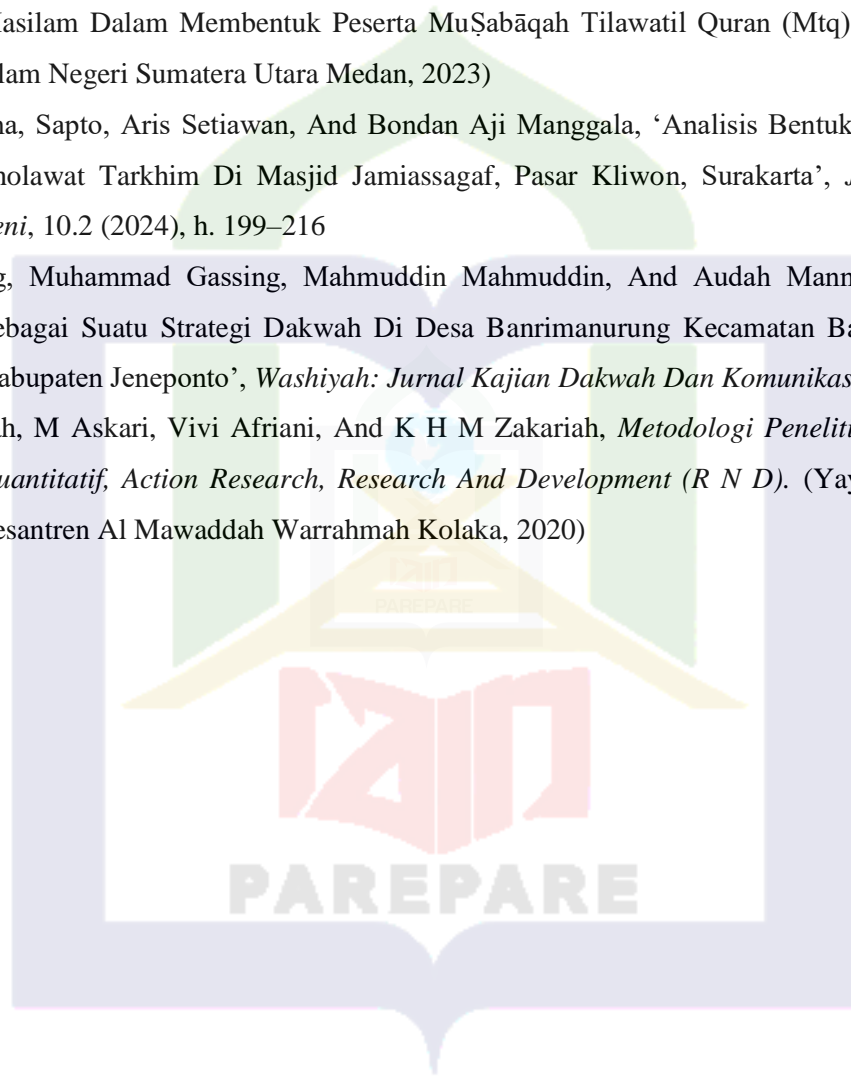 asilam Dalam Membentuk Peserta MuṢabāqah Tilawatil Quran (Mtq)
lam Negeri Sumatera Utara Medan, 2023)
na, Sapto, Aris Setiawan, And Bondan Aji Manggala, ‘Analisis Bentuk
holawat Tarkhim Di Masjid Jamiassagaf, Pasar Kliwon, Surakarta’, J
eni, 10.2 (2024), h. 199–216
g, Muhammad Gassing, Mahmuddin Mahmuddin, And Audah Mann
ebagai Suatu Strategi Dakwah Di Desa Banrimanurung Kecamatan Ba
abupaten Jeneponto’, Washiyah: Jurnal Kajian Dakwah Dan Komunikas
ah, M Askari, Vivi Afriani, And K H M Zakariah, Metodologi Peneliti
uantitatif, Action Research, Research And Development (R N D). (Yay
esantren Al Mawaddah Warrahmah Kolaka, 2020)
PAREPARE
PAREPARE